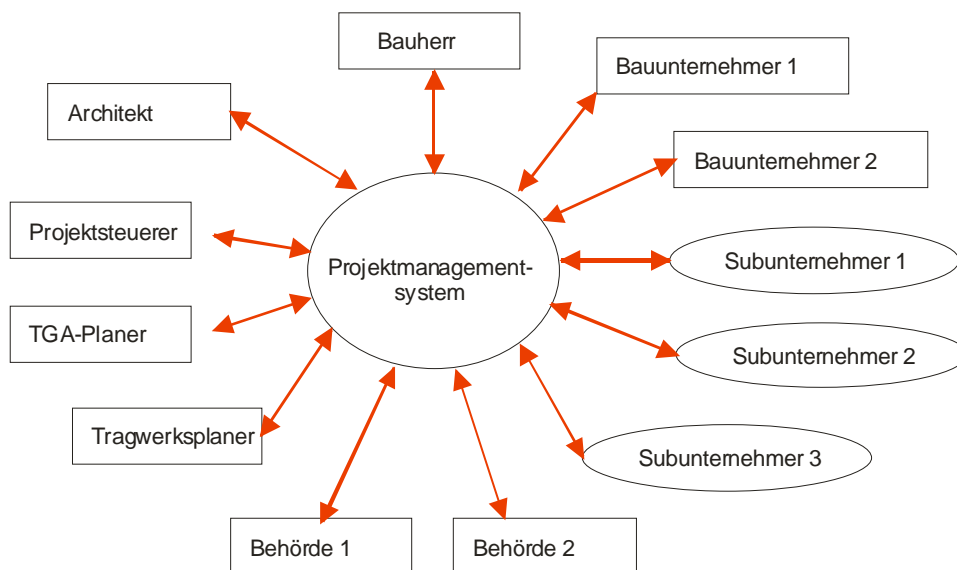 Bauherr
Bauunternehmer 1
Architekt
Bauunternehmer 2
Projektsteuerer
Projektmanagement-
system
Subunternehmer 1
TGA-Planer
Subunternehmer 2
Tragwerksplaner
Subunternehmer 3
Behörde 1
Behörde 2